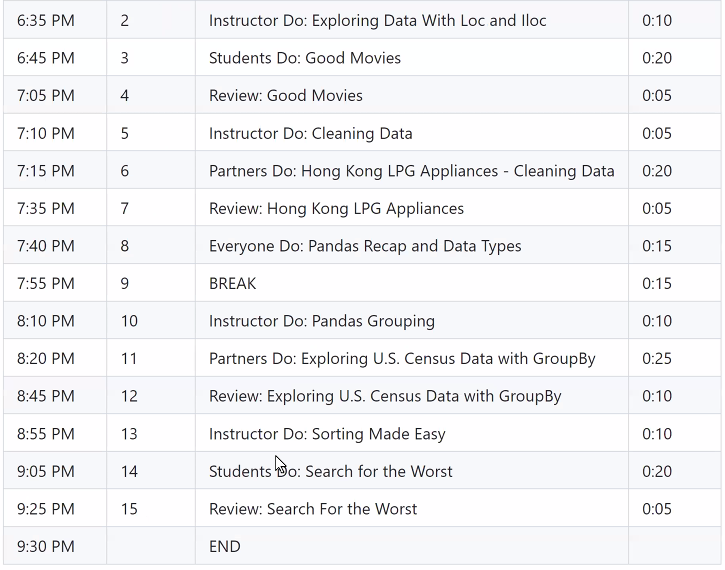 6:35 PM 2 Instructor Do: Exploring Data With Loc and Iloc 0:10
6:45 PM 3 Students Do: Good Movies 0:20
7:05 PM 4 Review: Good Movies 0:05
7:10 PM 5 Instructor Do: Cleaning Data 0:05
7:15 PM 6 Partners Do: Hong Kong LPG Appliances - Cleaning Data 0:20
7:35 PM 7 Review: Hong Kong LPG Appliances 0:05
7:40 PM 8 Everyone Do: Pandas Recap and Data Types 0:15
7:55 PM 9 BREAK 0:15
8:10 PM 10 Instructor Do: Pandas Grouping 0:10
8:20 PM 11 Partners Do: Exploring U.S. Census Data with GroupBy 0:25
8:45 PM 12 Review: Exploring U.S. Census Data with GroupBy 0:10
8:55 PM 13 Instructor Do: Sorting Made Easy 0:10
9:05 PM 14 Students Do: Search for the Worst 0:20
9:25 PM 15 Review: Search For the Worst 0:05
9:30 PM END